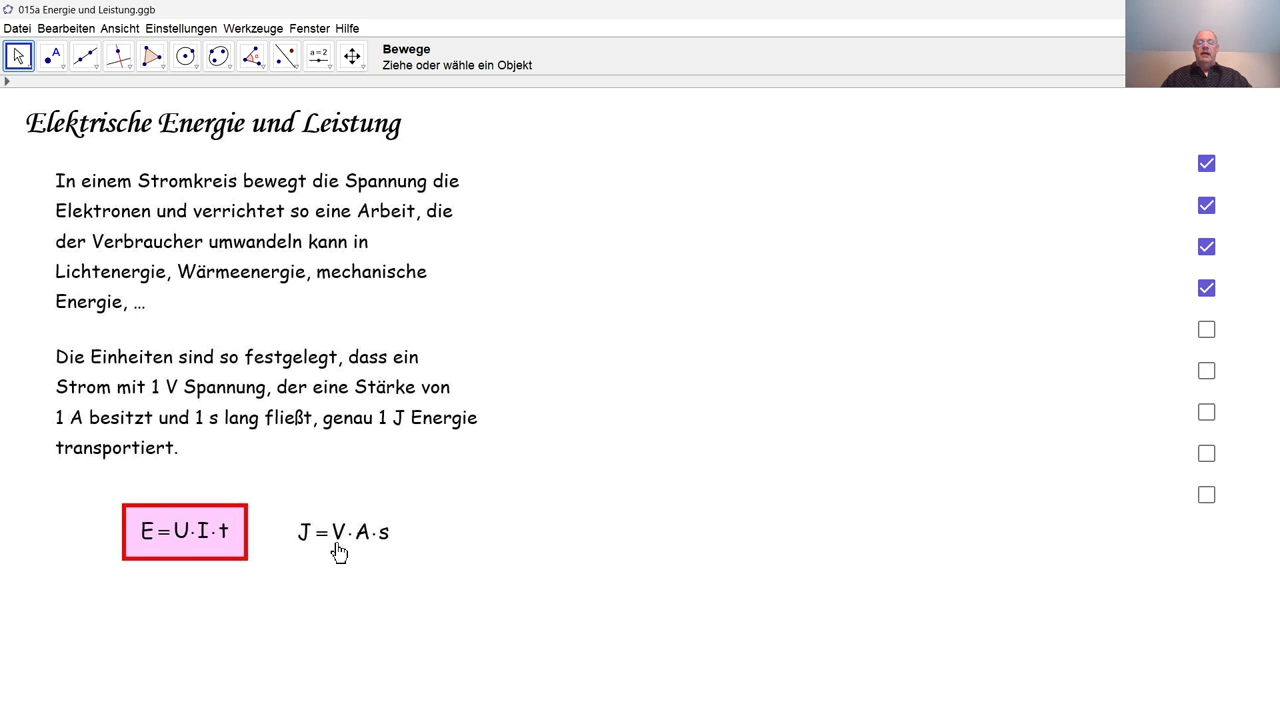 015a Energie und Leistung.ggb
Datei Bearbeiten Ansicht Einstellungen Werkzeuge Fenster Hilfe
A
a=2
Bewege
Ziehe oder wähle ein Objekt
Elektrische Energie und Leistung
In einem Stromkreis bewegt die Spannung die
Elektronen und verrichtet so eine Arbeit, die
der Verbraucher umwandeln kann in
Lichtenergie, Wärmeenergie, mechanische
Energie, ...
Die Einheiten sind so festgelegt, dass ein
Strom mit 1 V Spannung, der eine Stärke von
1 A besitzt und 1 s lang fließt, genau 1 J Energie
transportiert.
E=U·I·t
J=V·A·s